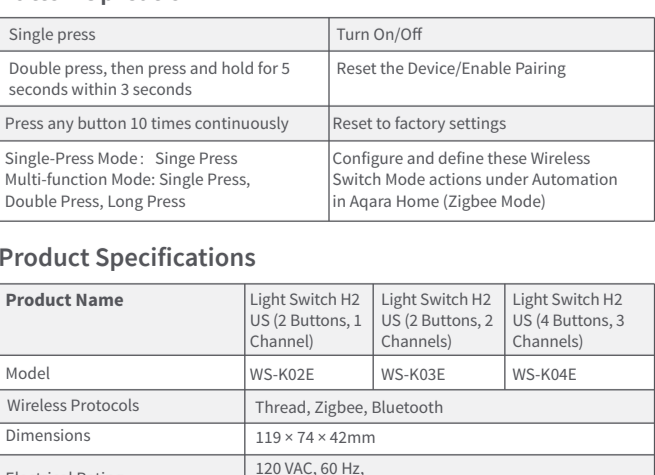 Single press
Turn On/Off
Double press, then press and hold for 5
seconds within 3 seconds
Reset the Device/Enable Pairing
Press any button 10 times continuously
Reset to factory settings
Single-Press Mode： Singe Press
Multi-function Mode: Single Press,
Double Press, Long Press
Configure and define these Wireless
Switch Mode actions under Automation
in Aqara Home (Zigbee Mode)
Product Specifications
Product Name
Light Switch H2
US (2 Buttons, 1
Channel)
Light Switch H2
US (2 Buttons, 2
Channels)
Light Switch H2
US (4 Buttons, 3
Channels)
Model
WS-K02E
WS-K03E
WS-K04E
Wireless Protocols
Thread, Zigbee, Bluetooth
Dimensions
119 × 74 × 42mm
120 VAC, 60 Hz,